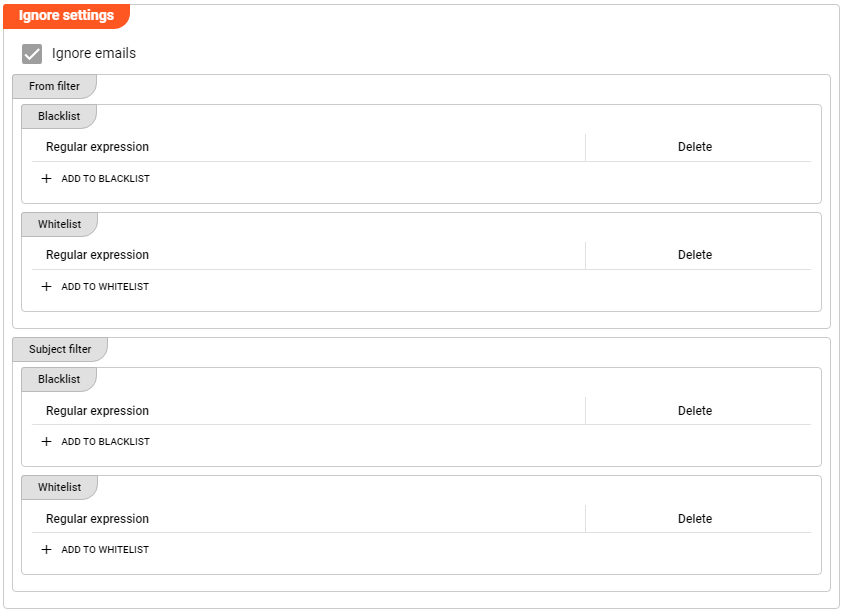 Ignore settings
Ignore emails
From filter
Blacklist
Regular expression Delete
+ ADD TO BLACKLIST
Whitelist
Regular expression Delete
+ ADD TO WHITELIST
Subject filter
Blacklist
Regular expression Delete
+ ADD TO BLACKLIST
Whitelist
Regular expression Delete
+ ADD TO WHITELIST